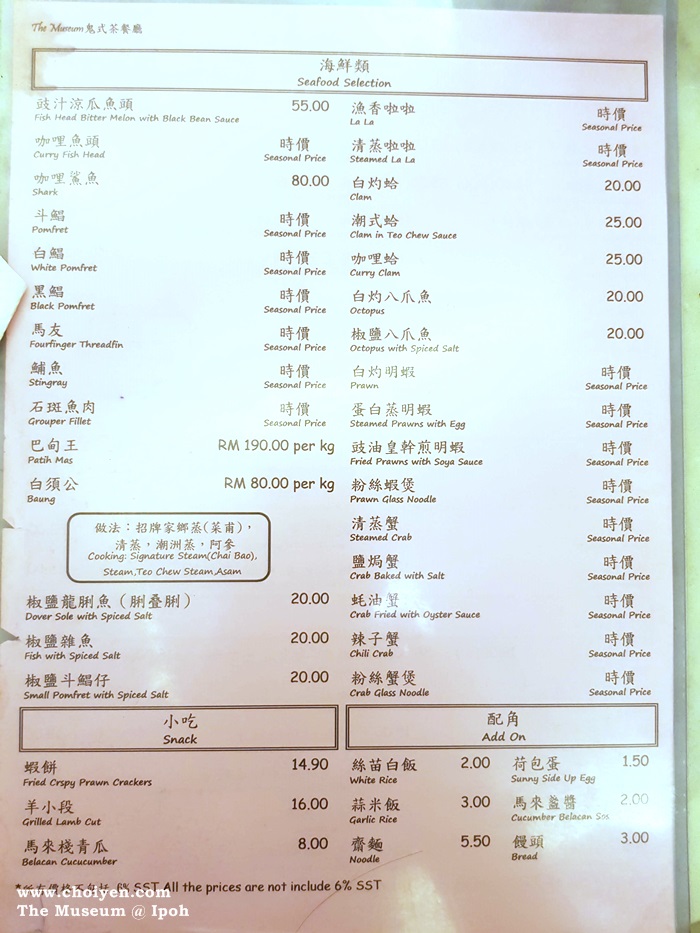 The Museum 鬼式茶餐廳
海鮮類
Seafood Selection
豉汁涼瓜魚頭 55.00
Fish Head Bitter Melon with Black Bean Sauce
咖哩魚頭 時價
Curry Fish Head Seasonal Price
咖哩鯊魚 80.00
Shark
斗鯧 時價
Pomfret Seasonal Price
白鯧 時價
White Pomfret Seasonal Price
黑鯧 時價
Black Pomfret Seasonal Price
馬友 時價
Fourfinger Threadfin Seasonal Price
鯆魚 時價
Stingray Seasonal Price
石斑魚肉 時價
Grouper Fillet Seasonal Price
巴甸王 RM 190.00 per kg
Patih Mas
白須公 RM 80.00 per kg
Baung
做法：招牌家鄉蒸(菜甫)，
清蒸，潮洲蒸，阿參
Cooking: Signature Steam(Chai Bao),
Steam,Teo Chew Steam,Asam
椒鹽龍脷魚（脷叠脷） 20.00
Dover Sole with Spiced Salt
椒鹽雜魚 20.00
Fish with Spiced Salt
椒鹽斗鯧仔 20.00
Small Pomfret with Spiced Salt
漁香啦啦 時價
La La Seasonal Price
清蒸啦啦 時價
Steamed La La Seasonal Price
白灼蛤 20.00
Clam
潮式蛤 25.00
Clam in Teo Chew Sauce
咖哩蛤 25.00
Curry Clam
白灼八爪魚 20.00
Octopus
椒鹽八爪魚 20.00
Octopus with Spiced Salt
白灼明蝦 時價
Prawn Seasonal Price
蛋白蒸明蝦 時價
Steamed Prawns with Egg Seasonal Price
豉油皇幹煎明蝦 時價
Fried Prawns with Soya Sauce Seasonal Price
粉絲蝦煲 時價
Prawn Glass Noodle Seasonal Price
清蒸蟹 時價
Steamed Crab Seasonal Price
鹽焗蟹 時價
Crab Baked with Salt Seasonal Price
蚝油蟹 時價
Crab Fried with Oyster Sauce Seasonal Price
辣子蟹 時價
Chili Crab Seasonal Price
粉絲蟹煲 時價
Crab Glass Noodle Seasonal Price
小吃
Snack
蝦餅 14.90
Fried Crspy Prawn Crackers
羊小段 16.00
Grilled Lamb Cut
馬來棧青瓜 8.00
Belacan Cucucumber
配角
Add On
絲苗白飯 2.00 荷包蛋 1.50
White Rice Sunny Side Up Egg
蒜米飯 3.00 馬來盞醬 2.00
Garlic Rice Cucumber Belacan Sos
齋麵 5.50 饅頭 3.00
Noodle Bread
*所有價格不包括 6% SST All the prices are not include 6% SST
www.choiyen.com
The Museum @ Ipoh